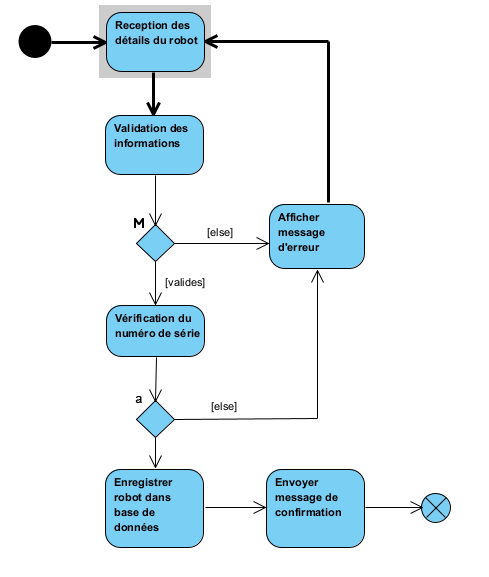 Reception des
détails du robot
Validation des
informations
M
[else]
Afficher
message
d'erreur
[valides]
Vérification du
numéro de série
a
[else]
Enregistrer
robot dans
base de
données
Envoyer
message de
confirmation